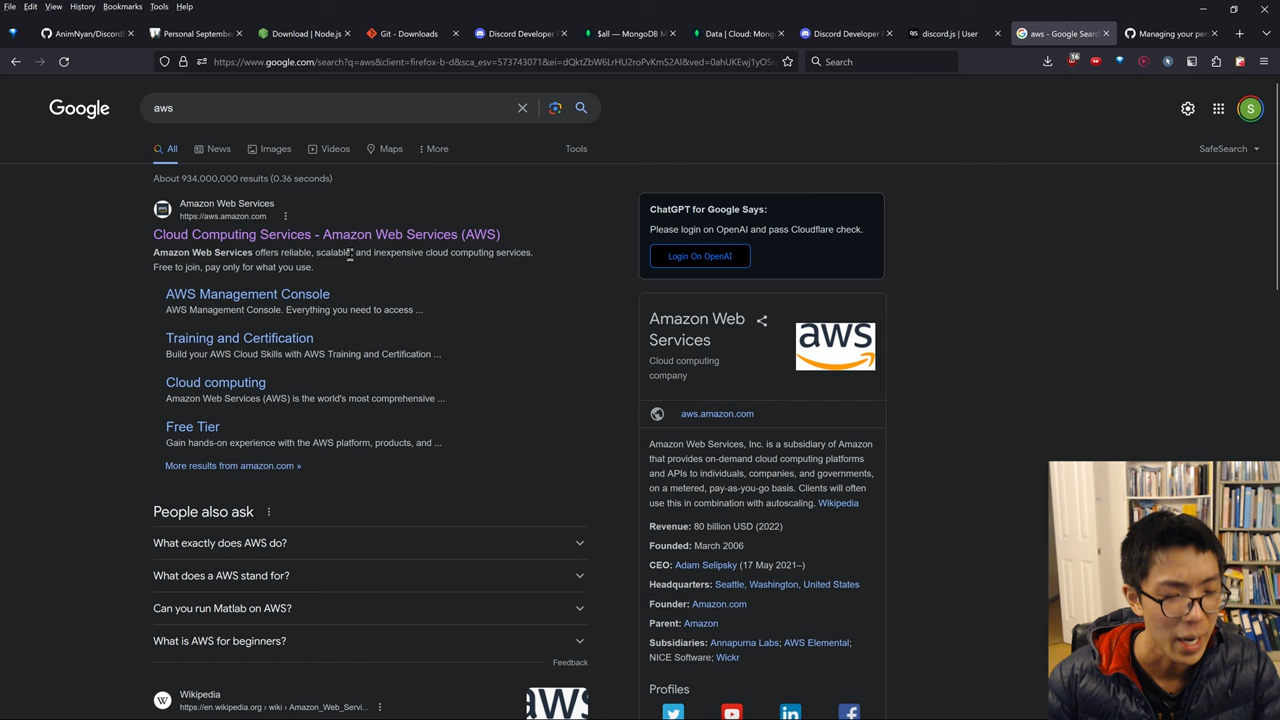 File Edit View History Bookmarks Tools Help
AnimNyan/Discord
Personal September
Download | Node.js
Git - Downloads
Discord Developer
$all — MongoDB M
Data | Cloud: Mong
Discord Developer
discord.js | User
aws - Google Search
Managing your per
https://www.google.com/search?q=aws&client=firefox-b-d&sca_esv=573743071&ei=
Search
16
Google
aws
S
All News Images Videos Maps More Tools
SafeSearch
About 934,000,000 results (0.36 seconds)
Amazon Web Services
https://aws.amazon.com
Cloud Computing Services - Amazon Web Services (AWS)
Amazon Web Services offers reliable, scalable, and inexpensive cloud computing services.
Free to join, pay only for what you use.
AWS Management Console
AWS Management Console. Everything you need to access ...
Training and Certification
Build your AWS Cloud Skills with AWS Training and Certification ...
Cloud computing
Amazon Web Services (AWS) is the world's most comprehensive ...
Free Tier
Gain hands-on experience with the AWS platform, products, and ...
More results from amazon.com »
People also ask
What exactly does AWS do?
What does a AWS stand for?
Can you run Matlab on AWS?
What is AWS for beginners?
Feedback
W
Wikipedia
https://en.wikipedia.org › wiki › Amazon_Web_Servi...
aws
ChatGPT for Google Says:
Please login on OpenAI and pass Cloudflare check.
Login On OpenAI
Amazon Web
Services
Cloud computing
company
aws
aws.amazon.com
Amazon Web Services, Inc. is a subsidiary of Amazon
that provides on-demand cloud computing platforms
and APIs to individuals, companies, and governments,
on a metered, pay-as-you-go basis. Clients will often
use this in combination with autoscaling. Wikipedia
Revenue: 80 billion USD (2022)
Founded: March 2006
CEO: Adam Selipsky (17 May 2021–)
Headquarters: Seattle, Washington, United States
Founder: Amazon.com
Parent: Amazon
Subsidiaries: Annapurna Labs; AWS Elemental;
NICE Software; Wickr
Profiles